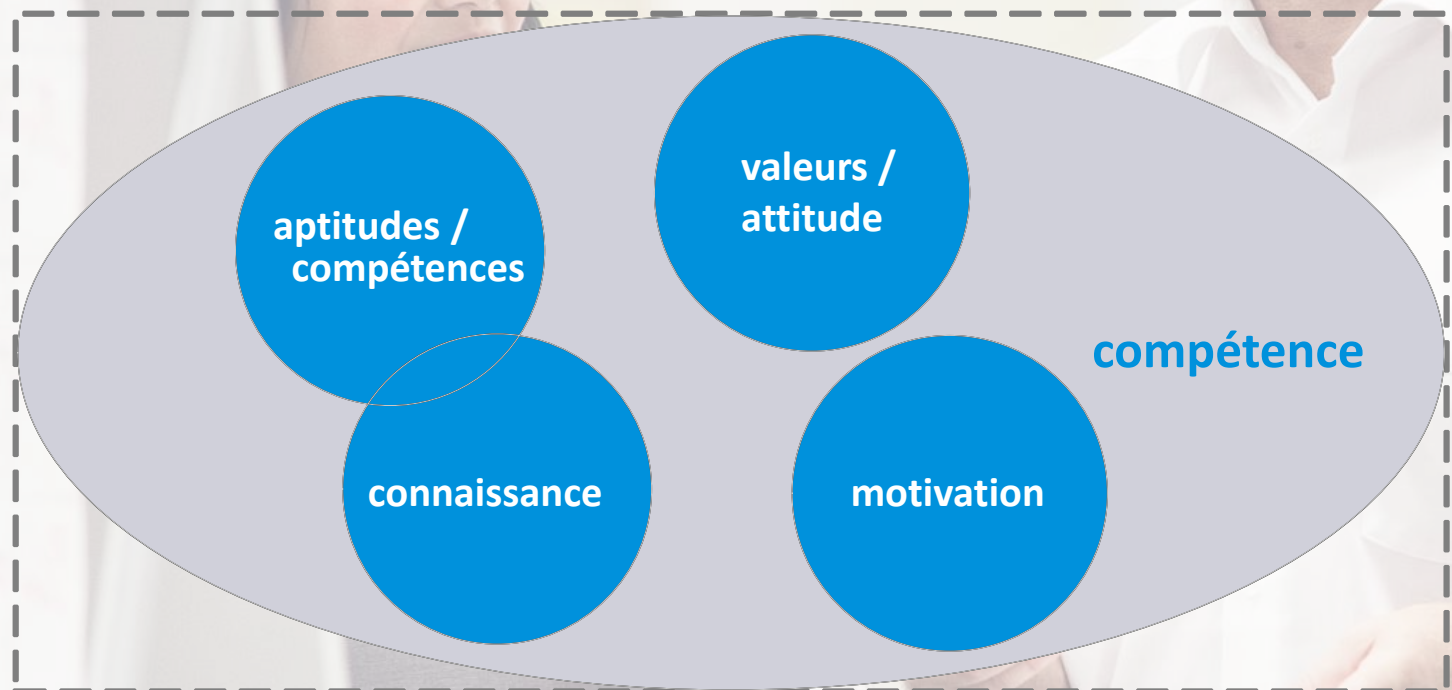 valeurs /
attitude
aptitudes /
compétences
compétence
connaissance
motivation